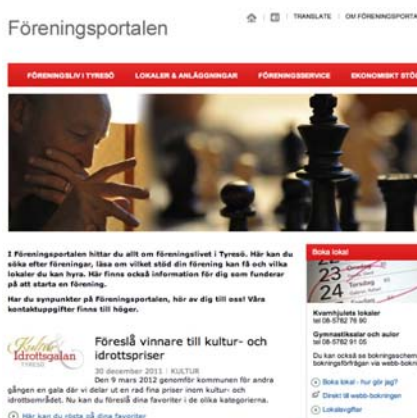 Föreningsportalen
TRANSLATE
OM FÖRENINGSPORTA
FÖRENINGSLIV I TYRESÖ
LOKALER & ANLÄGGNINGAR
FÖRENINGSSERVICE
EKONOMISKT STÖ
I Föreningsportalen hittar du allt om föreningslivet i Tyresö. Här kan du
söka efter föreningar, läsa om vilket stöd din förening kan få och vilka
lokaler du kan hyra. Här finns också information för dig som funderar
på att starta en förening.
Har du synpunkter på Föreningsportalen, hör av dig till oss! Våra
kontaktuppgifter finns till höger.
Kultur&
Idrottsgalan
TYRESÖ
Föreslå vinnare till kultur- och
idrottspriser
30 december 2011 | KULTUR
Den 9 mars 2012 genomför kommunen för andra
gången en gala där vi delar ut en rad fina priser inom kultur- och
idrottsområdet. Nu kan du föreslå dina favoriter i de olika kategorierna.
Här kan du rösta på dina favoriter
Boka lokal
23
24
Torsdag
Kvarnhjulets lokaler
tel 08-5782 76 90
Gymnastiksalar och aulor
tel 08-5782 91 05
Du kan också se bokningsschem
bokningsförfrågan via webb-bokn
Boka lokal - hur gör jag?
Direkt till webb-bokningen
Lokalavgifter